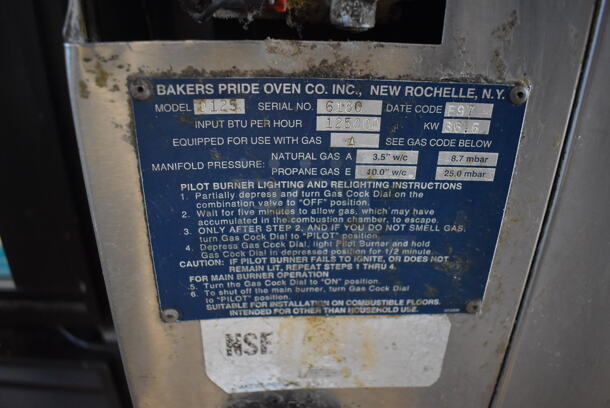 BAKERS PRIDE OVEN CO. INC., NEW ROCHELLE, N.Y.
MODEL SERIAL NO. 6180 DATE CODE E97
INPUT BTU PER HOUR 125000 KW 36.6
EQUIPPED FOR USE WITH GAS A SEE GAS CODE BELOW
MANIFOLD PRESSURE: NATURAL GAS A 3.5" w/c 8.7 mbar
PROPANE GAS E 10.0" w/c 25.0 mbar
PILOT BURNER LIGHTING AND RELIGHTING INSTRUCTIONS
1. Partially depress and turn Gas Cock Dial on the
combination valve to "OFF" position.
2. Wait for five minutes to allow gas, which may have
accumulated in the combustion chamber, to escape.
3. ONLY AFTER STEP 2, AND IF YOU DO NOT SMELL GAS,
turn Gas Cock Dial to "PILOT" position.
4. Depress Gas Cock Dial, light Pilot Burner and hold
Gas Cock Dial in depressed position for 1/2 minute.
CAUTION: IF PILOT BURNER FAILS TO IGNITE, OR DOES NOT
REMAIN LIT, REPEAT STEPS 1 THRU 4.
FOR MAIN BURNER OPERATION
5. Turn the Gas Cock Dial to "ON" position.
6. To shut off the main burner, turn Gas Cock Dial
to "PILOT" position.
SUITABLE FOR INSTALLATION ON COMBUSTIBLE FLOORS.
INTENDED FOR OTHER THAN HOUSEHOLD USE.
NSF